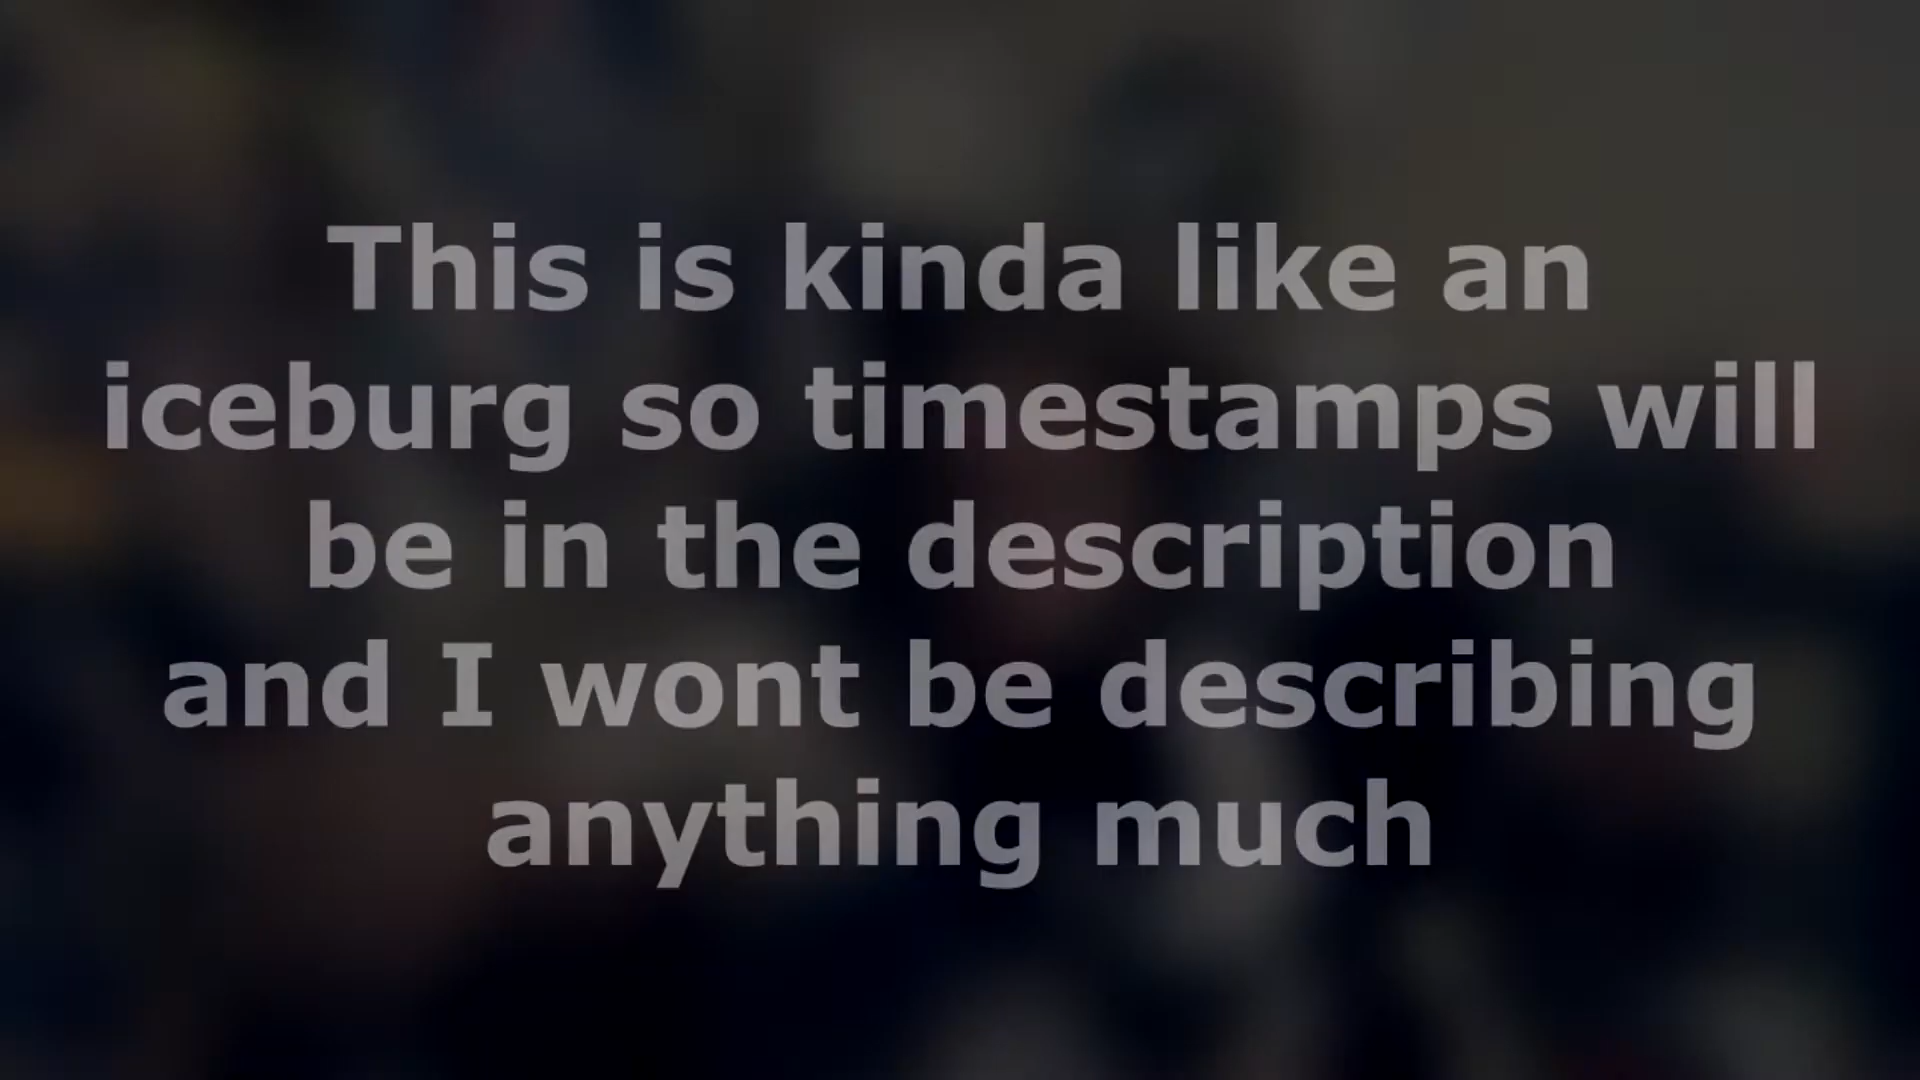 This is kinda like an
iceburg so timestamps will
be in the description
and I wont be describing
anything much